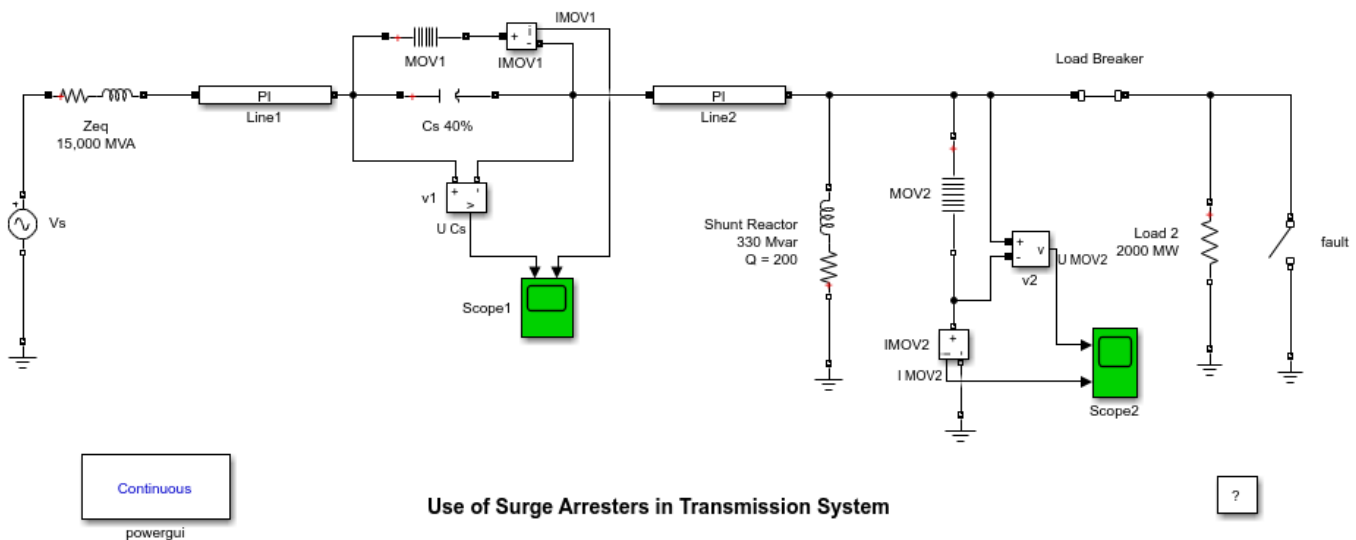 IMOV1
i
+
-
MOV1
IMOV1
Load Breaker
PI
PI
Line1
Cs 40%
Line2
Zeq
15,000 MVA
+
Vs
v1
+
-
v
U Cs
MOV2
Shunt Reactor
330 Mvar
Q = 200
+
-
v
U MOV2
v2
Load 2
2000 MW
fault
Scope1
IMOV2
+
-
I MOV2
Scope2
Continuous
powergui
Use of Surge Arresters in Transmission System
?